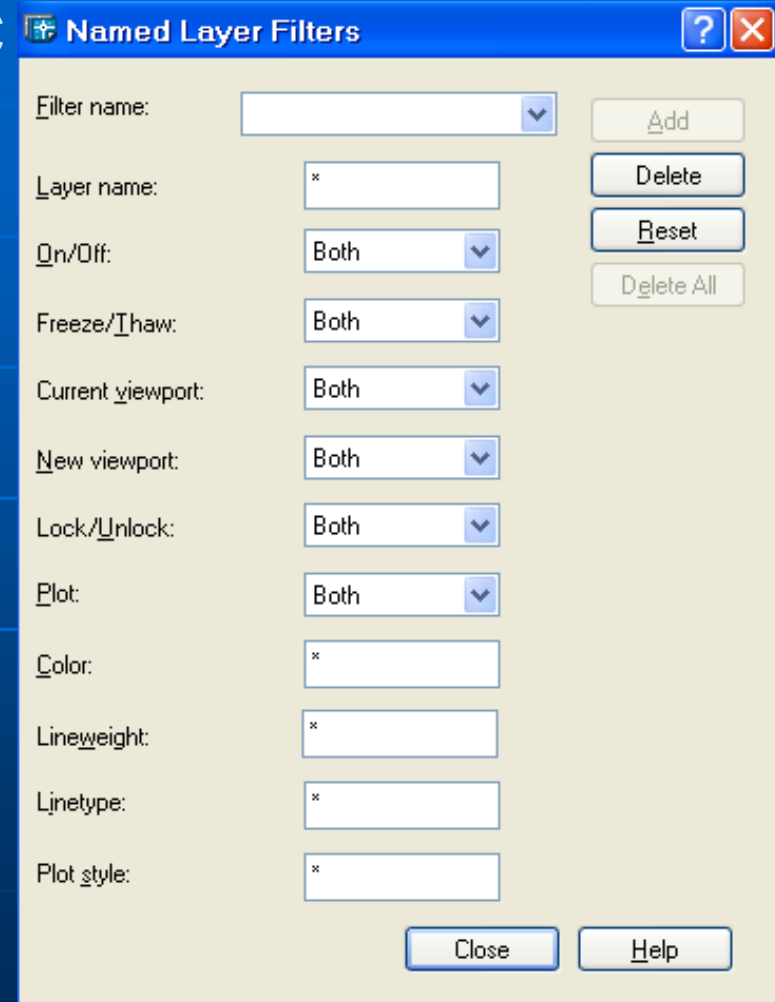 C
Named Layer Filters
?
Filter name:
Add
Layer name: *
Delete
On/Off: Both
Reset
Freeze/Thaw: Both
Delete All
Current viewport: Both
New viewport: Both
Lock/Unlock: Both
Plot: Both
Color: *
Lineweight: *
Linetype: *
Plot style: *
Close Help